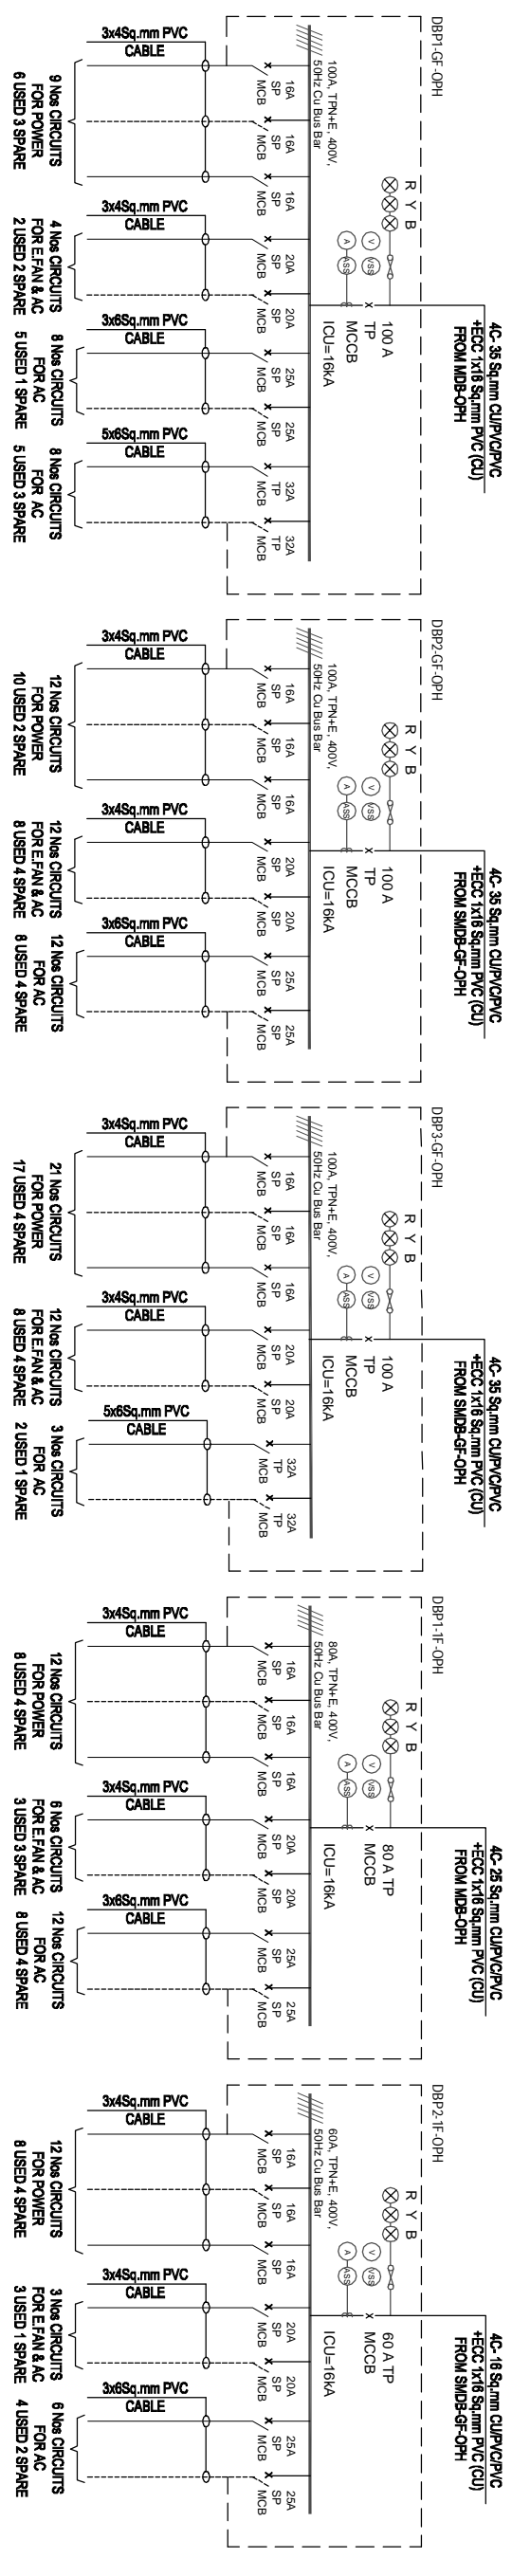 DBP1-GF-OPH
4C- 35 Sq.mm CU/PVC/PVC
+ECC 1x16 Sq.mm PVC (CU)
FROM MDB-OPH
R Y B
V
VSS
A
ASS
100 A
TP
MCCB
ICU=16kA
100A, TPN+E, 400V,
50Hz Cu Bus Bar
16A
SP
MCB
16A
SP
MCB
16A
SP
MCB
20A
SP
MCB
20A
SP
MCB
25A
SP
MCB
25A
SP
MCB
32A
TP
MCB
32A
TP
MCB
3x4Sq.mm PVC
CABLE
3x4Sq.mm PVC
CABLE
3x6Sq.mm PVC
CABLE
5x6Sq.mm PVC
CABLE
9 Nos CIRCUITS
FOR POWER
6 USED 3 SPARE
4 Nos CIRCUITS
FOR E.FAN & AC
2 USED 2 SPARE
8 Nos CIRCUITS
FOR AC
5 USED 1 SPARE
8 Nos CIRCUITS
FOR AC
5 USED 3 SPARE
DBP2-GF-OPH
4C- 35 Sq.mm CU/PVC/PVC
+ECC 1x16 Sq.mm PVC (CU)
FROM SMDB-GF-OPH
R Y B
V
VSS
A
ASS
100 A
TP
MCCB
ICU=16kA
100A, TPN+E, 400V,
50Hz Cu Bus Bar
16A
SP
MCB
16A
SP
MCB
16A
SP
MCB
20A
SP
MCB
20A
SP
MCB
25A
SP
MCB
25A
SP
MCB
3x4Sq.mm PVC
CABLE
3x4Sq.mm PVC
CABLE
3x6Sq.mm PVC
CABLE
12 Nos CIRCUITS
FOR POWER
10 USED 2 SPARE
12 Nos CIRCUITS
FOR E.FAN & AC
8 USED 4 SPARE
12 Nos CIRCUITS
FOR AC
8 USED 4 SPARE
DBP3-GF-OPH
4C- 35 Sq.mm CU/PVC/PVC
+ECC 1x16 Sq.mm PVC (CU)
FROM SMDB-GF-OPH
R Y B
V
VSS
A
ASS
100 A
TP
MCCB
ICU=16kA
100A, TPN+E, 400V,
50Hz Cu Bus Bar
16A
SP
MCB
16A
SP
MCB
16A
SP
MCB
20A
SP
MCB
20A
SP
MCB
32A
TP
MCB
32A
TP
MCB
3x4Sq.mm PVC
CABLE
3x4Sq.mm PVC
CABLE
5x6Sq.mm PVC
CABLE
21 Nos CIRCUITS
FOR POWER
17 USED 4 SPARE
12 Nos CIRCUITS
FOR E.FAN & AC
8 USED 4 SPARE
3 Nos CIRCUITS
FOR AC
2 USED 1 SPARE
DBP1-1F-OPH
4C- 25 Sq.mm CU/PVC/PVC
+ECC 1x16 Sq.mm PVC (CU)
FROM MDB-OPH
R Y B
V
VSS
A
ASS
80 A TP
MCCB
ICU=16kA
80A, TPN+E, 400V,
50Hz Cu Bus Bar
16A
SP
MCB
16A
SP
MCB
16A
SP
MCB
20A
SP
MCB
20A
SP
MCB
25A
SP
MCB
25A
SP
MCB
3x4Sq.mm PVC
CABLE
3x4Sq.mm PVC
CABLE
3x6Sq.mm PVC
CABLE
12 Nos CIRCUITS
FOR POWER
8 USED 4 SPARE
6 Nos CIRCUITS
FOR E.FAN & AC
3 USED 3 SPARE
12 Nos CIRCUITS
FOR AC
8 USED 4 SPARE
DBP2-1F-OPH
4C- 16 Sq.mm CU/PVC/PVC
+ECC 1x16 Sq.mm PVC (CU)
FROM SMDB-GF-OPH
R Y B
V
VSS
A
ASS
60 A TP
MCCB
ICU=16kA
60A, TPN+E, 400V,
50Hz Cu Bus Bar
16A
SP
MCB
16A
SP
MCB
16A
SP
MCB
20A
SP
MCB
20A
SP
MCB
25A
SP
MCB
25A
SP
MCB
3x4Sq.mm PVC
CABLE
3x4Sq.mm PVC
CABLE
3x6Sq.mm PVC
CABLE
12 Nos CIRCUITS
FOR POWER
8 USED 4 SPARE
3 Nos CIRCUITS
FOR E.FAN & AC
3 USED 1 SPARE
6 Nos CIRCUITS
FOR AC
4 USED 2 SPARE